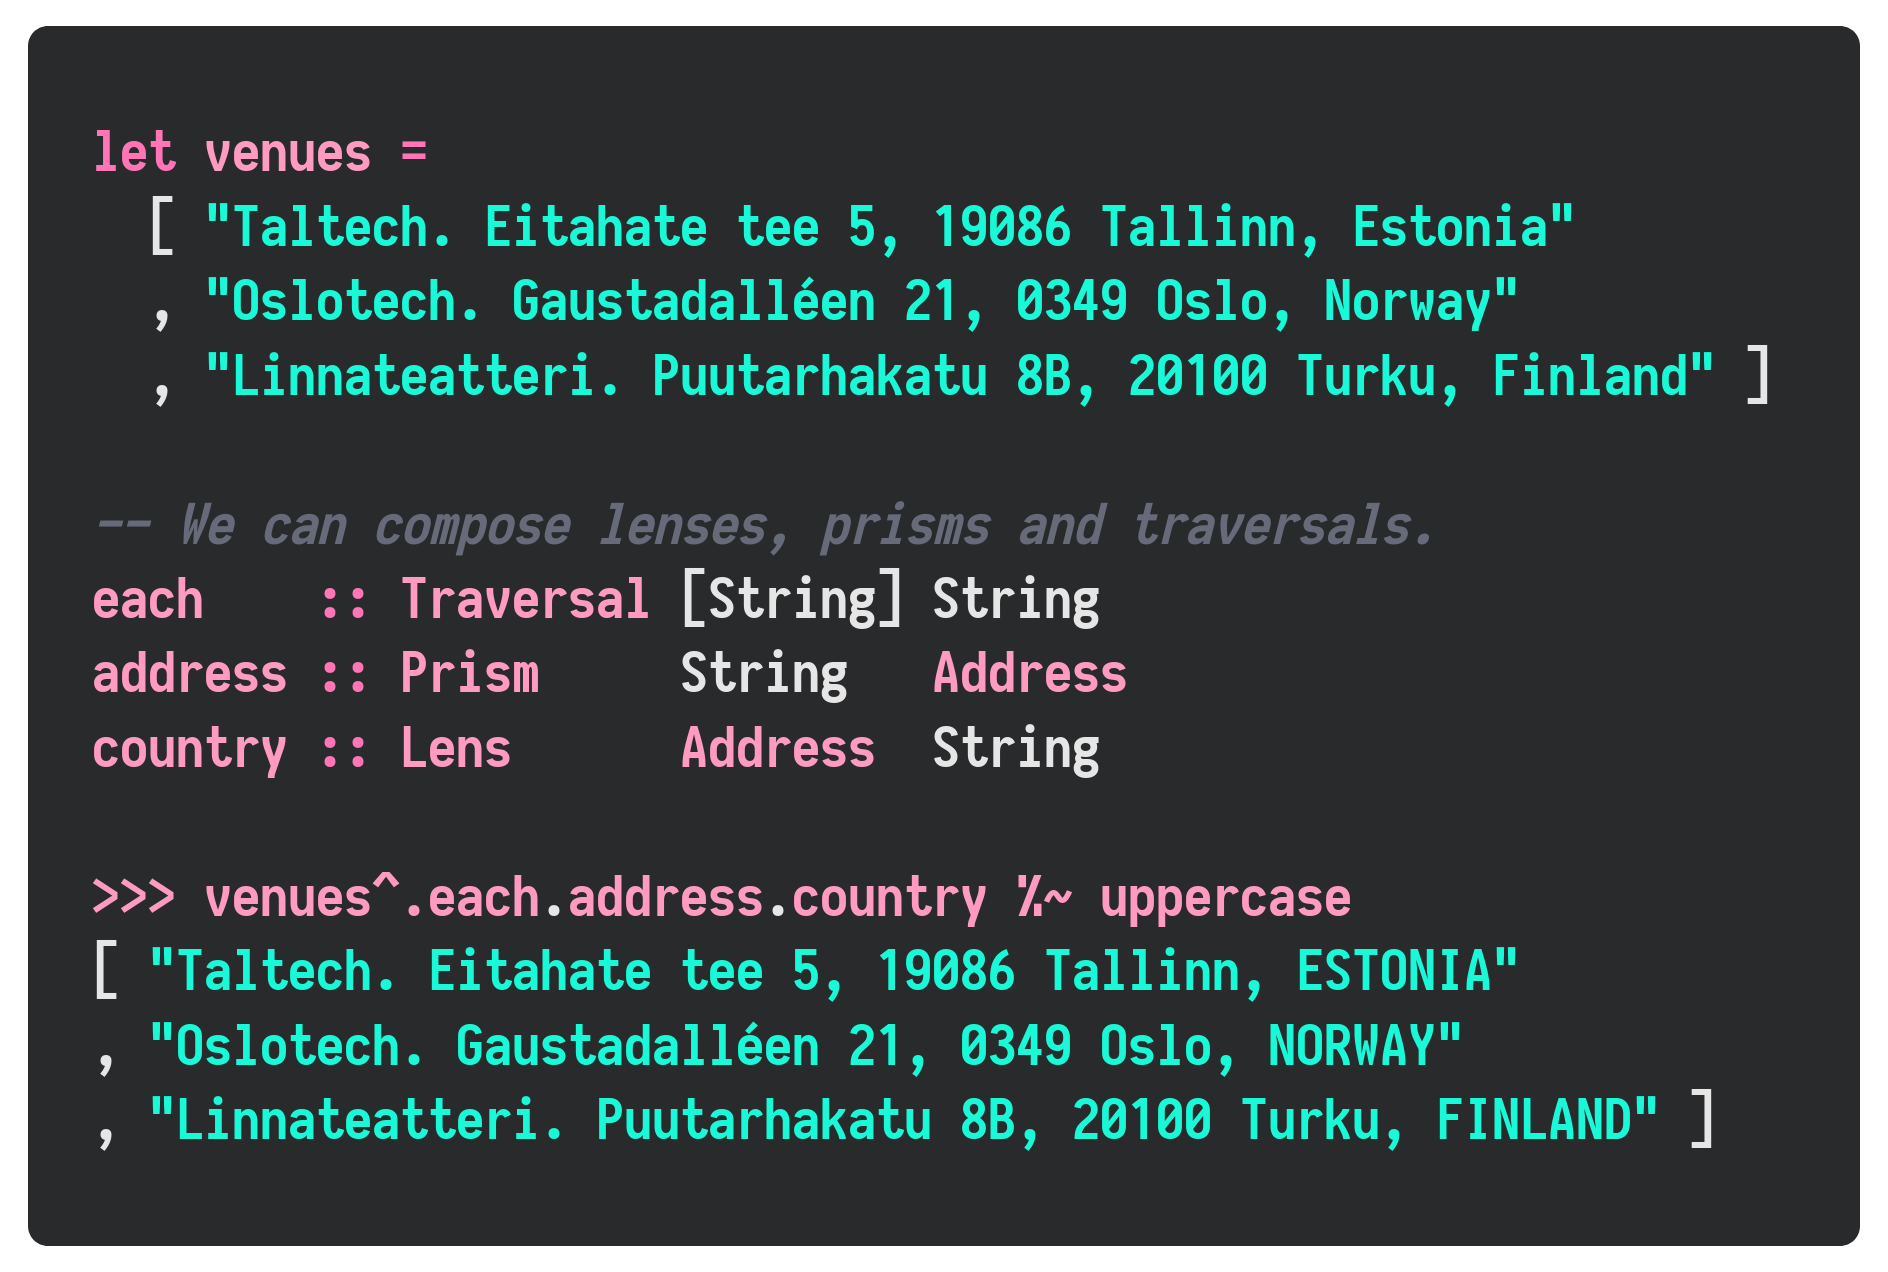 let venues =
  [ "Taltech. Eitahate tee 5, 19086 Tallinn, Estonia"
  , "Oslotech. Gaustadalléen 21, 0349 Oslo, Norway"
  , "Linnateatteri. Puutarhakatu 8B, 20100 Turku, Finland" ]
-- We can compose lenses, prisms and traversals.
each    :: Traversal [String] String
address :: Prism     String   Address
country :: Lens      Address  String
>>> venues^.each.address.country %~ uppercase
[ "Taltech. Eitahate tee 5, 19086 Tallinn, ESTONIA"
, "Oslotech. Gaustadalléen 21, 0349 Oslo, NORWAY"
, "Linnateatteri. Puutarhakatu 8B, 20100 Turku, FINLAND" ]